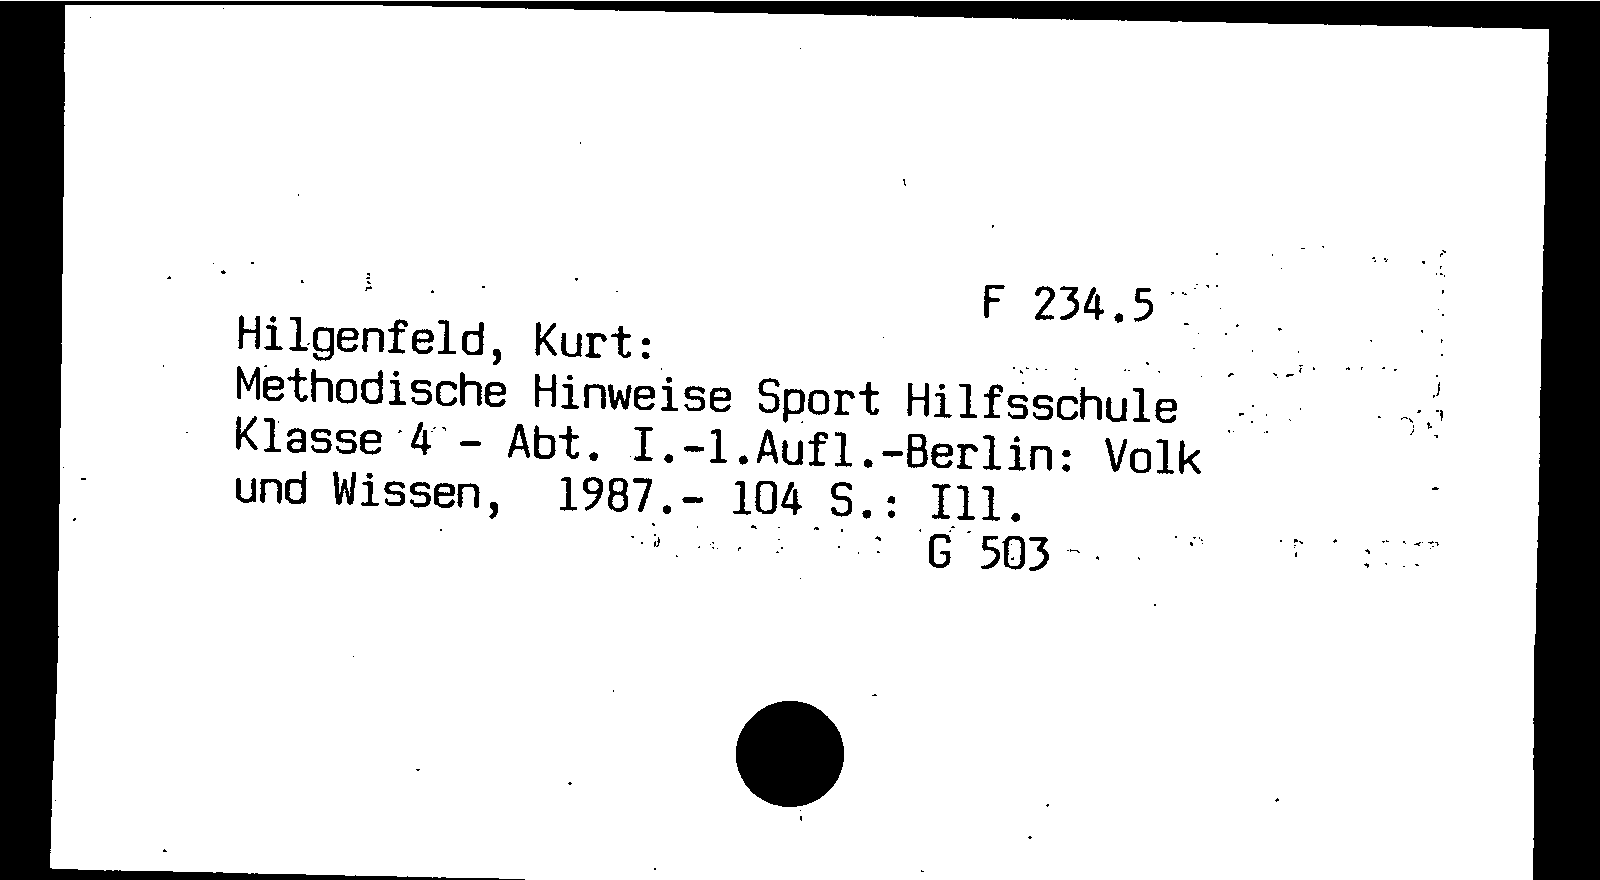 F 234.5
Hilgenfeld, Kurt:
Methodische Hinweise Sport Hilfsschule
Klasse 4 - Abt. I.-1.Aufl.-Berlin: Volk
und Wissen, 1987.- 104 S.: Ill.
G 503